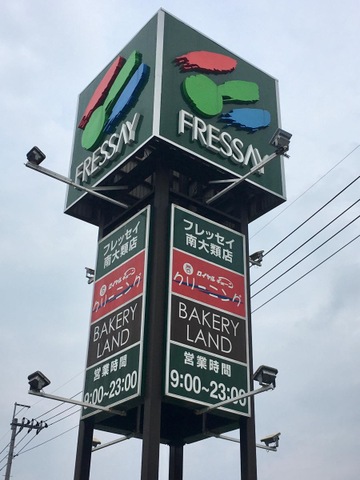 FRESSAY
FRESSAY
フレッセイ
南大類店
クリーニング
BAKERY
LAND
営業時間
9:00~23:00
フレッセイ
南大類店
クリーニング
BAKERY
LAND
営業時間
9:00~23:00